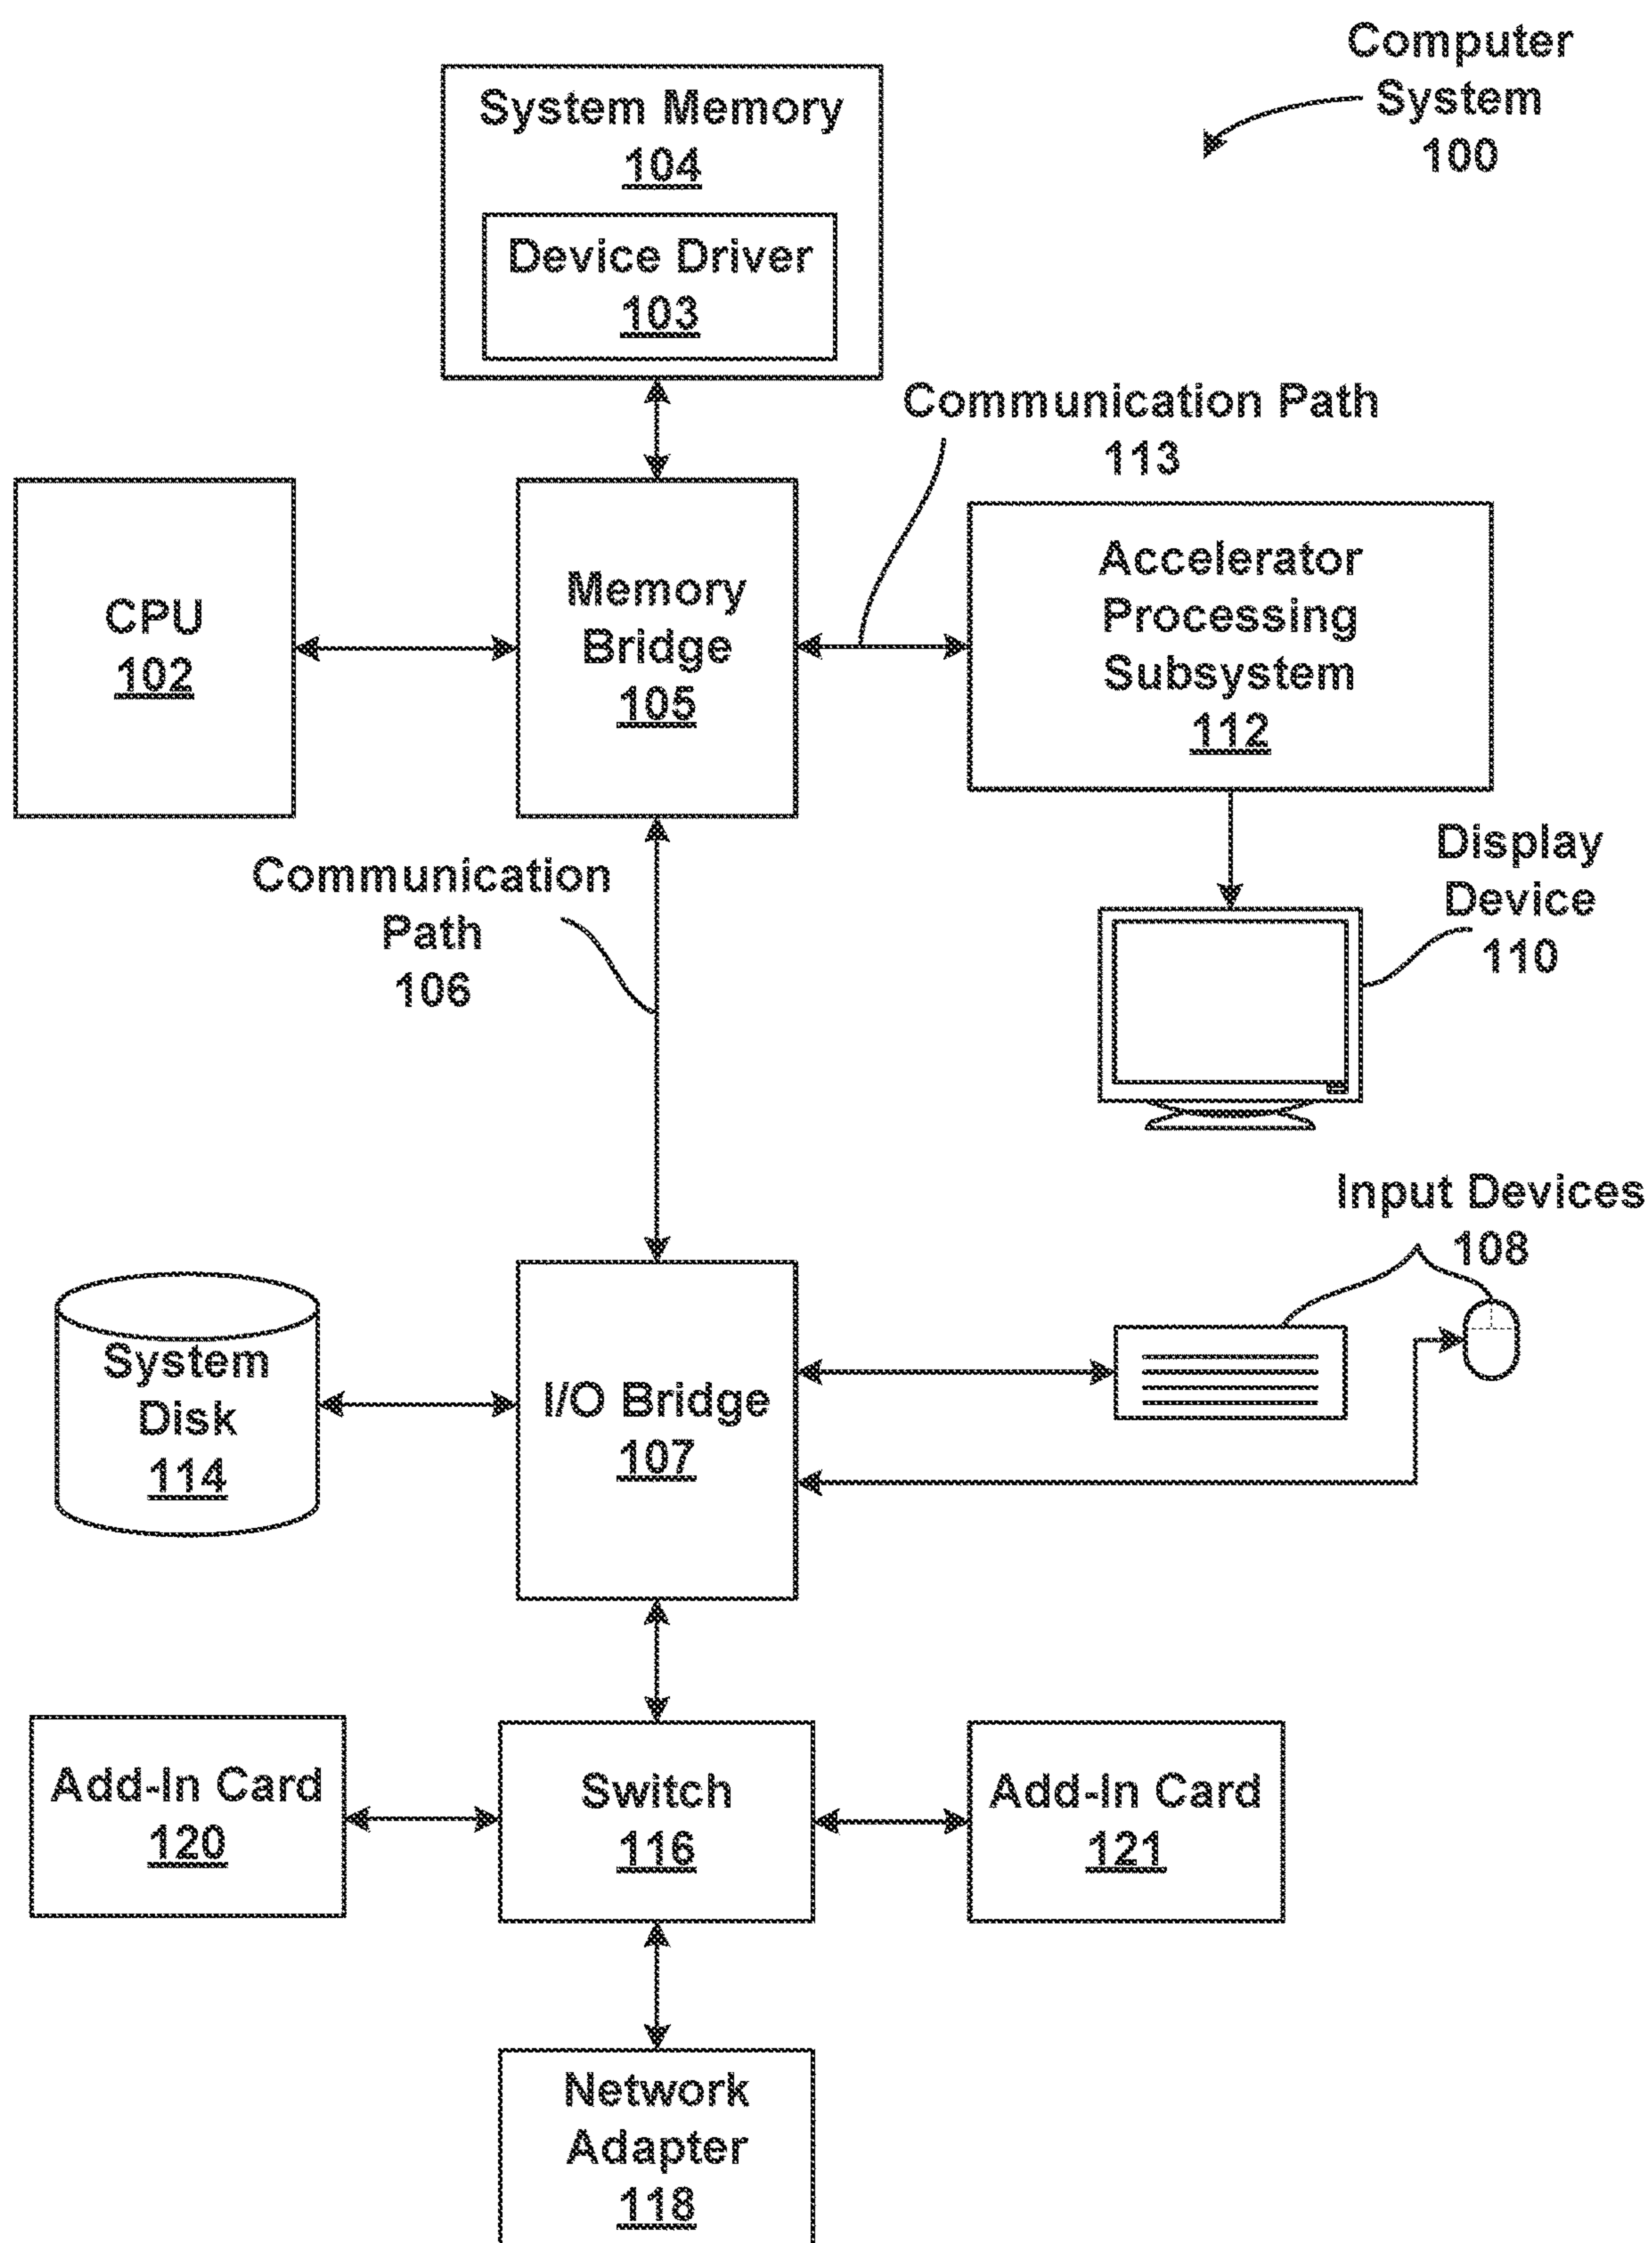 Computer
System
100
System Memory
104
Device Driver
103
Communication Path
113
CPU
102
Memory
Bridge
105
Accelerator
Processing
Subsystem
112
Communication
Path
106
Display
Device
110
Input Devices
108
System
Disk
114
I/O Bridge
107
Add-In Card
120
Switch
116
Add-In Card
121
Network
Adapter
118